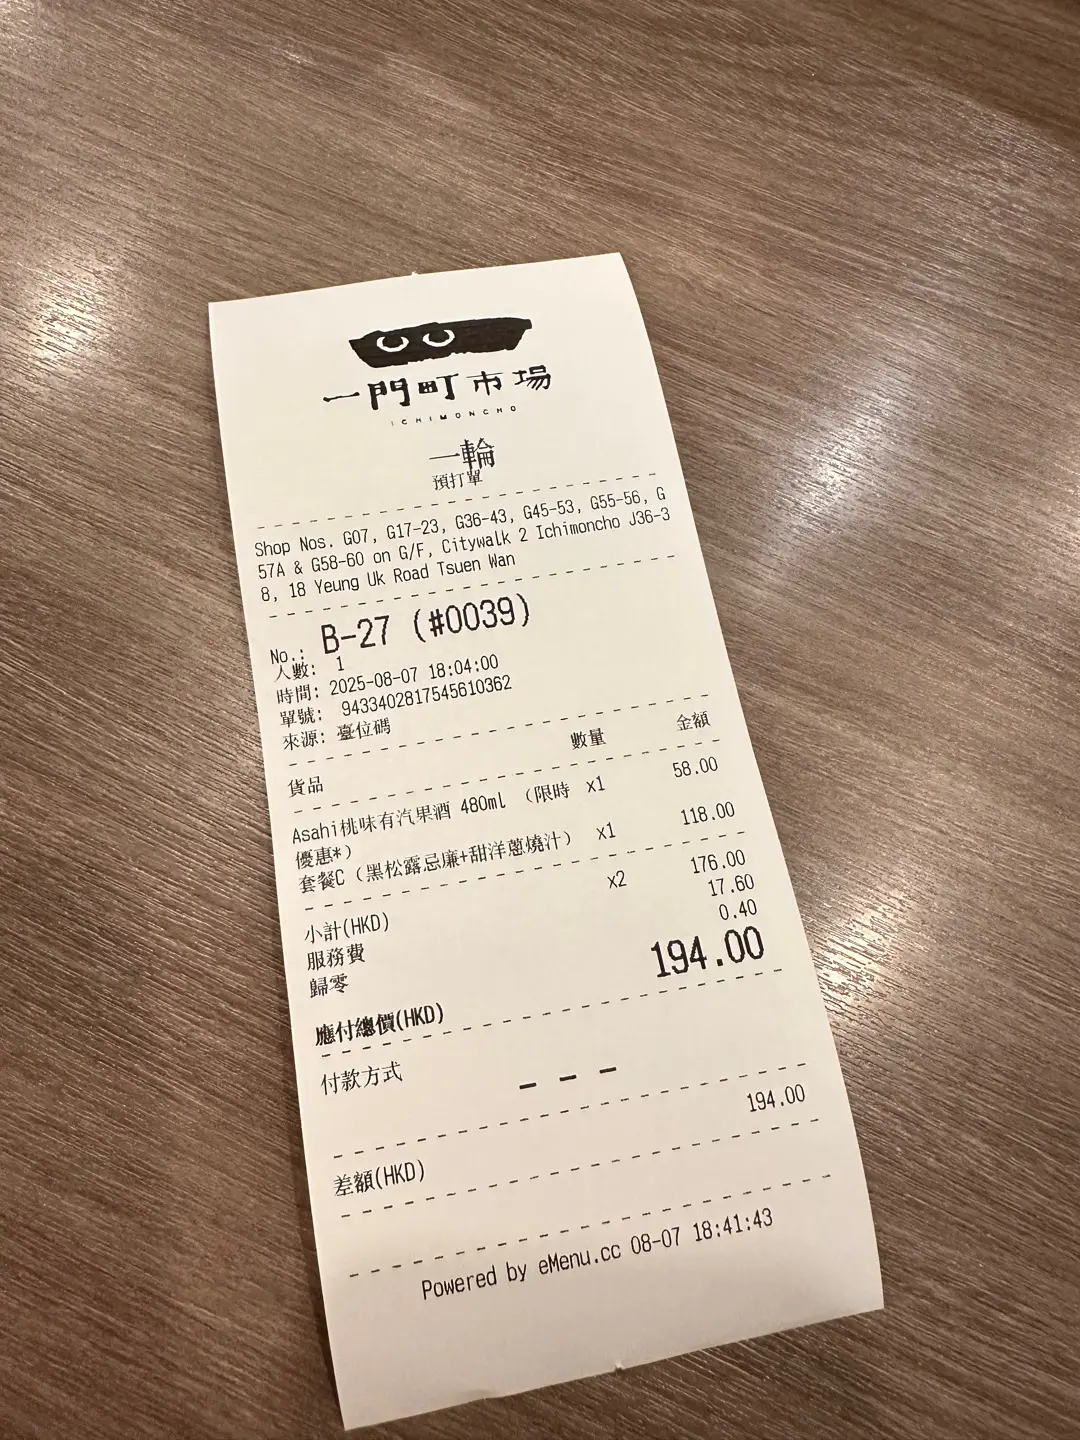 一門町市場
ICHIMONCHO
一輪
預打單
Shop Nos. G07, G17-23, G36-43, G45-53, G55-56, G
57A & G58-60 on G/F, Citywalk 2 Ichimoncho J36-3
8, 18 Yeung Uk Road Tsuen Wan
No.: B-27 (#0039)
人數: 1
時間: 2025-08-07 18:04:00
單號: 9433402817545610362
來源: 臺位碼
貨品 數量 金額
Asahi桃味有汽果酒 480ml （限時 x1 58.00
優惠*）
套餐C（黑松露忌廉+甜洋蔥燒汁） x1 118.00
小計(HKD) x2 176.00
服務費 17.60
歸零 0.40
應付總價(HKD) 194.00
付款方式 - - -
差額(HKD) 194.00
Powered by eMenu.cc 08-07 18:41:43